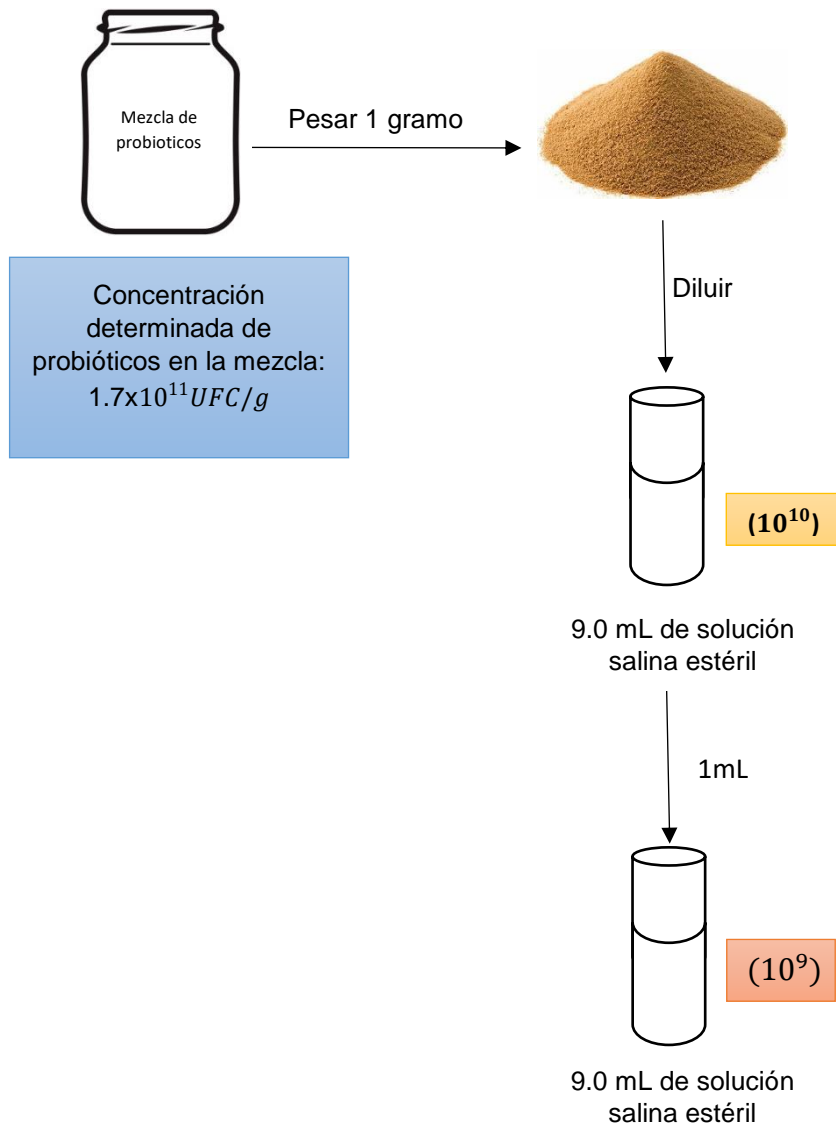 Mezcla de
probioticos
Pesar 1 gramo
Concentración
determinada de
probióticos en la mezcla:
1.7x10¹¹UFC/g
Diluir
(10¹⁰)
9.0 mL de solución
salina estéril
1mL
(10⁹)
9.0 mL de solución
salina estéril